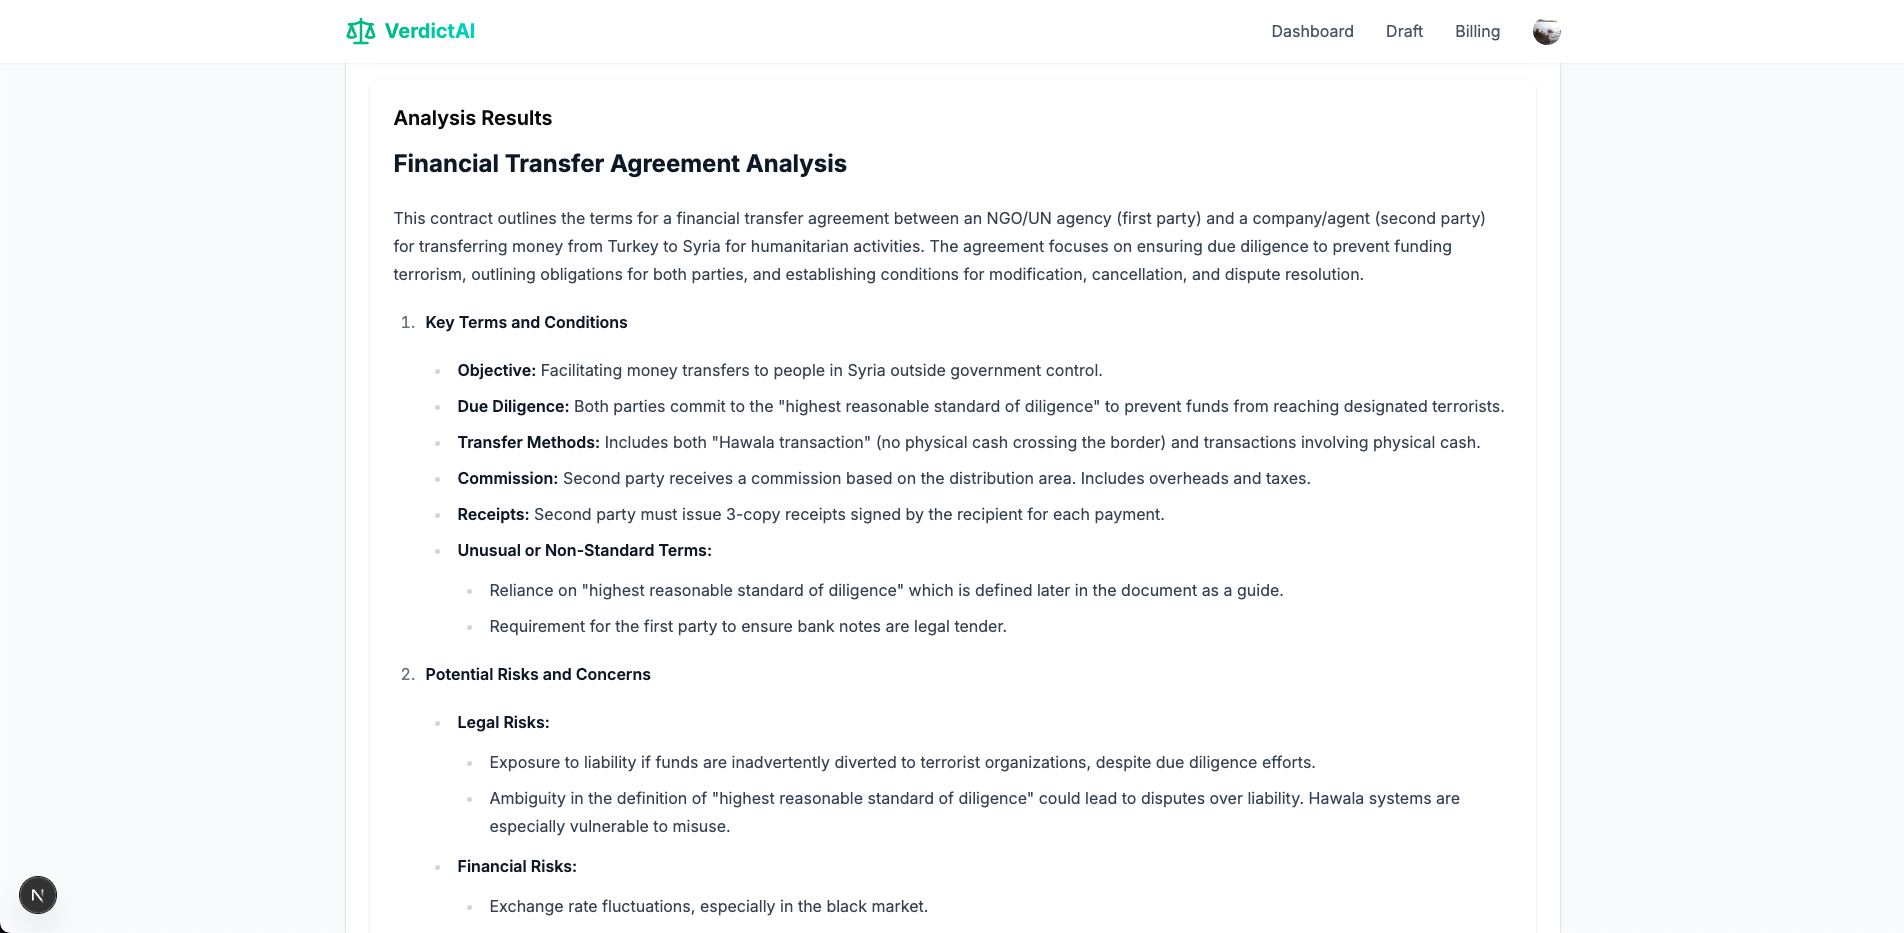 VerdictAI
Dashboard
Draft
Billing
Analysis Results
Financial Transfer Agreement Analysis
This contract outlines the terms for a financial transfer agreement between an NGO/UN agency (first party) and a company/agent (second party)
for transferring money from Turkey to Syria for humanitarian activities. The agreement focuses on ensuring due diligence to prevent funding
terrorism, outlining obligations for both parties, and establishing conditions for modification, cancellation, and dispute resolution.
1. Key Terms and Conditions
Objective: Facilitating money transfers to people in Syria outside government control.
Due Diligence: Both parties commit to the "highest reasonable standard of diligence" to prevent funds from reaching designated terrorists.
Transfer Methods: Includes both "Hawala transaction" (no physical cash crossing the border) and transactions involving physical cash.
Commission: Second party receives a commission based on the distribution area. Includes overheads and taxes.
Receipts: Second party must issue 3-copy receipts signed by the recipient for each payment.
Unusual or Non-Standard Terms:
Reliance on "highest reasonable standard of diligence" which is defined later in the document as a guide.
Requirement for the first party to ensure bank notes are legal tender.
2. Potential Risks and Concerns
Legal Risks:
Exposure to liability if funds are inadvertently diverted to terrorist organizations, despite due diligence efforts.
Ambiguity in the definition of "highest reasonable standard of diligence" could lead to disputes over liability. Hawala systems are
especially vulnerable to misuse.
Financial Risks:
Exchange rate fluctuations, especially in the black market.
N